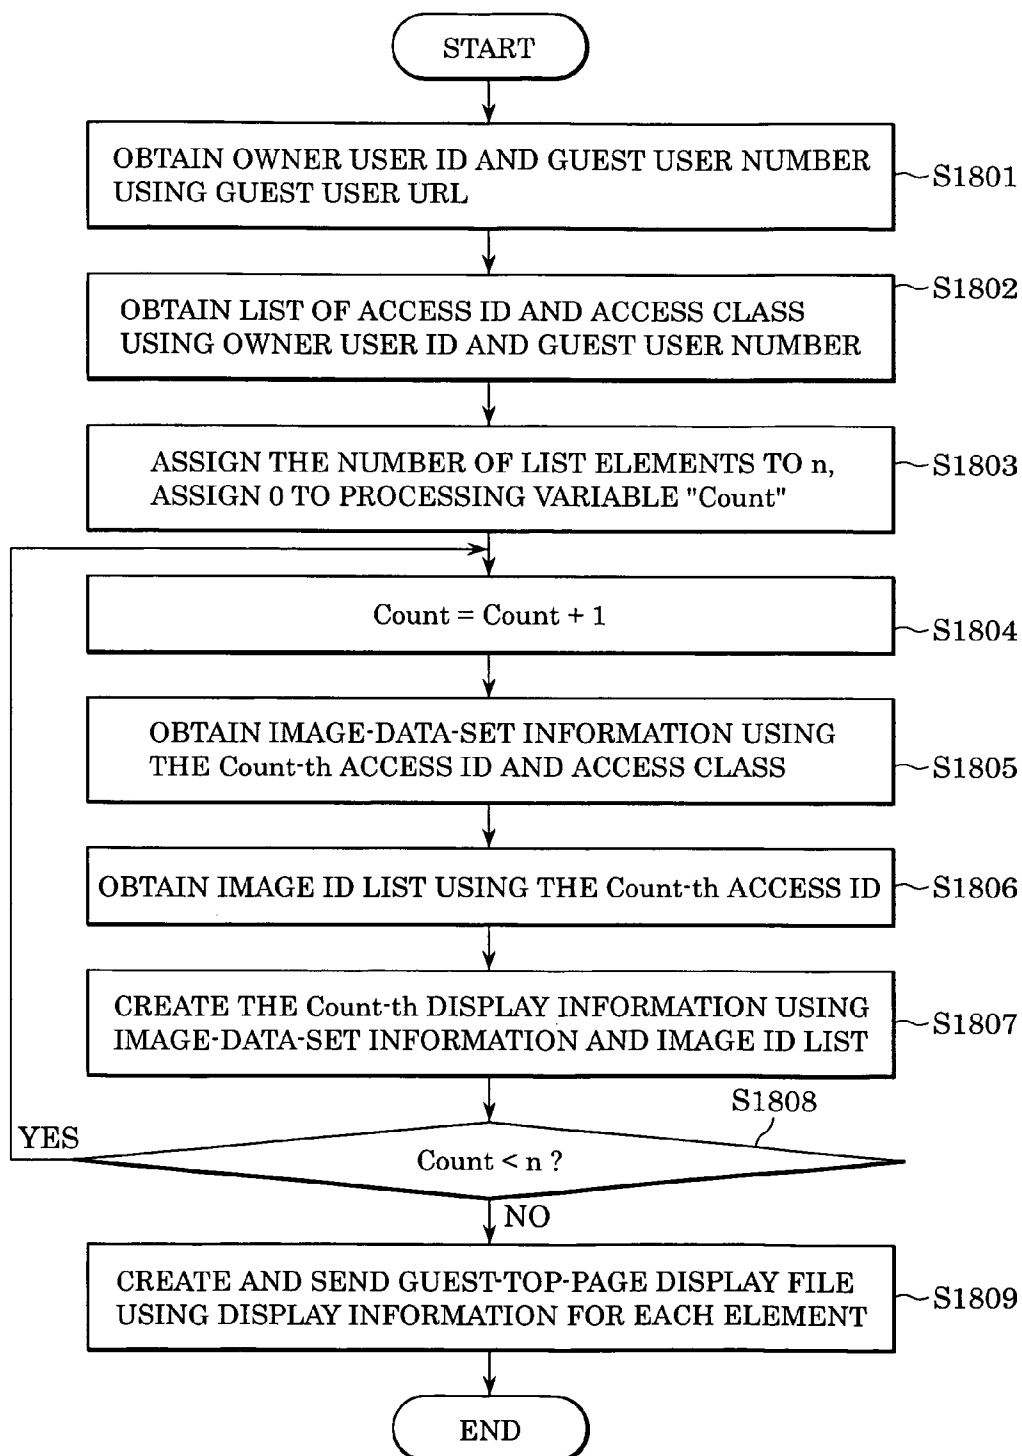 START
OBTAIN OWNER USER ID AND GUEST USER NUMBER
USING GUEST USER URL
S1801
OBTAIN LIST OF ACCESS ID AND ACCESS CLASS
USING OWNER USER ID AND GUEST USER NUMBER
S1802
ASSIGN THE NUMBER OF LIST ELEMENTS TO n,
ASSIGN 0 TO PROCESSING VARIABLE "Count"
S1803
Count = Count + 1
S1804
OBTAIN IMAGE-DATA-SET INFORMATION USING
THE Count-th ACCESS ID AND ACCESS CLASS
S1805
OBTAIN IMAGE ID LIST USING THE Count-th ACCESS ID
S1806
CREATE THE Count-th DISPLAY INFORMATION USING
IMAGE-DATA-SET INFORMATION AND IMAGE ID LIST
S1807
S1808
YES
Count < n ?
NO
CREATE AND SEND GUEST-TOP-PAGE DISPLAY FILE
USING DISPLAY INFORMATION FOR EACH ELEMENT
S1809
END